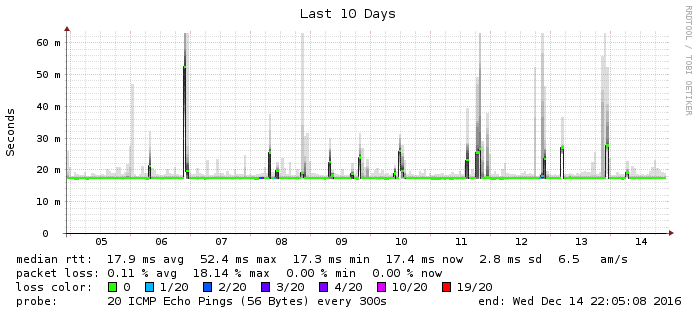 Last 10 Days
RRDTOOL / TOBI OETIKER
Seconds
60 m
50 m
40 m
30 m
20 m
10 m
0
05 06 07 08 09 10 11 12 13 14
median rtt: 17.9 ms avg 52.4 ms max 17.3 ms min 17.4 ms now 2.8 ms sd 6.5 am/s
packet loss: 0.11 % avg 18.14 % max 0.00 % min 0.00 % now
loss color: 0 1/20 2/20 3/20 4/20 10/20 19/20
probe: 20 ICMP Echo Pings (56 Bytes) every 300s end: Wed Dec 14 22:05:08 2016